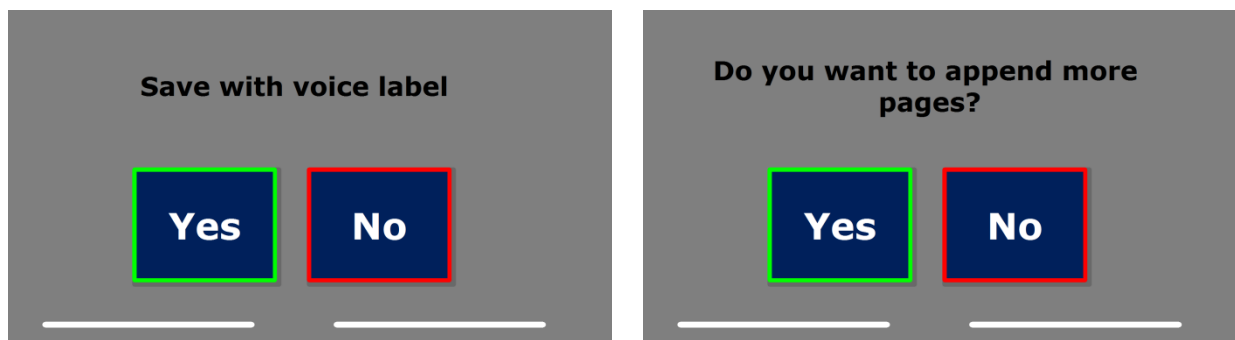 Save with voice label
Yes
No
Do you want to append more
pages?
Yes
No